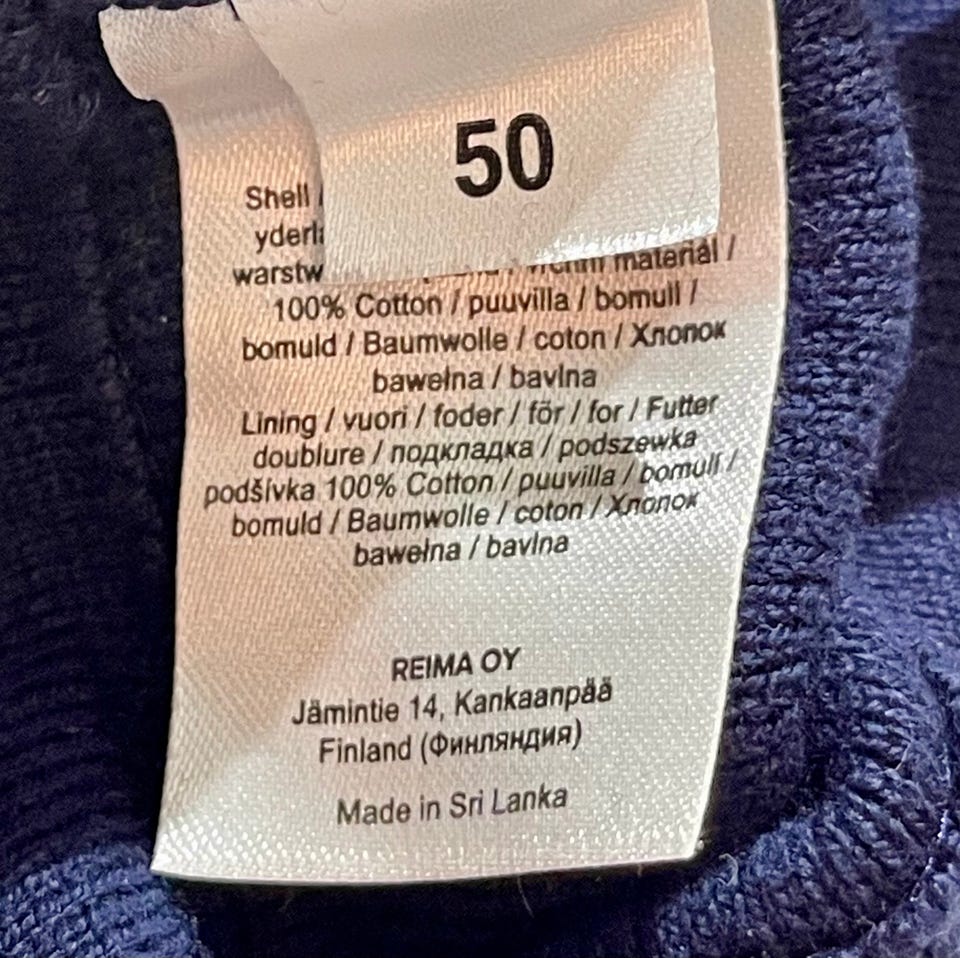 50
Shell
yderl
warstw materiál /
100% Cotton / puuvilla / bomull /
bomuld / Baumwolle / coton / Хлопок
bawełna / bavlna
Lining / vuori / foder / för / for / Futter
doublure / подкладка / podszewka
podšívka 100% Cotton / puuvilla / bomull /
bomuld / Baumwolle / coton / Хлопок
bawełna / bavlna
REIMA OY
Jämintie 14, Kankaanpää
Finland (Финляндия)
Made in Sri Lanka